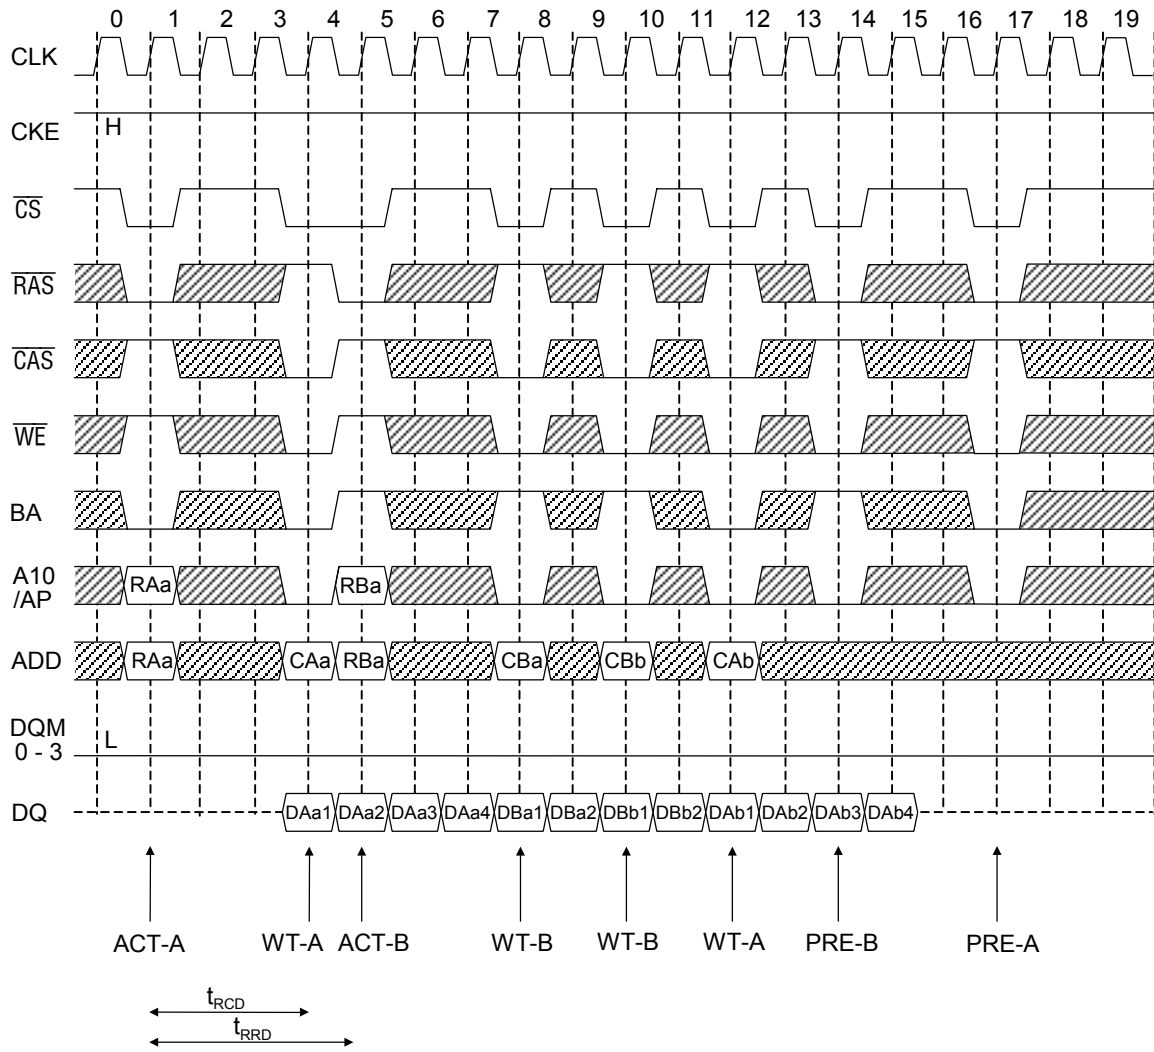 0 1 2 3 4 5 6 7 8 9 10 11 12 13 14 15 16 17 18 19
CLK
CKE H
CS
RAS
CAS
WE
BA
A10
/AP
RAa RBa
ADD RAa CAa RBa CBa CBb CAb
DQM
0 - 3
L
DQ DAa1 DAa2 DAa3 DAa4 DBa1 DBa2 DBb1 DBb2 DAb1 DAb2 DAb3 DAb4
ACT-A WT-A ACT-B WT-B WT-B WT-A PRE-B PRE-A
tRCD
tRRD